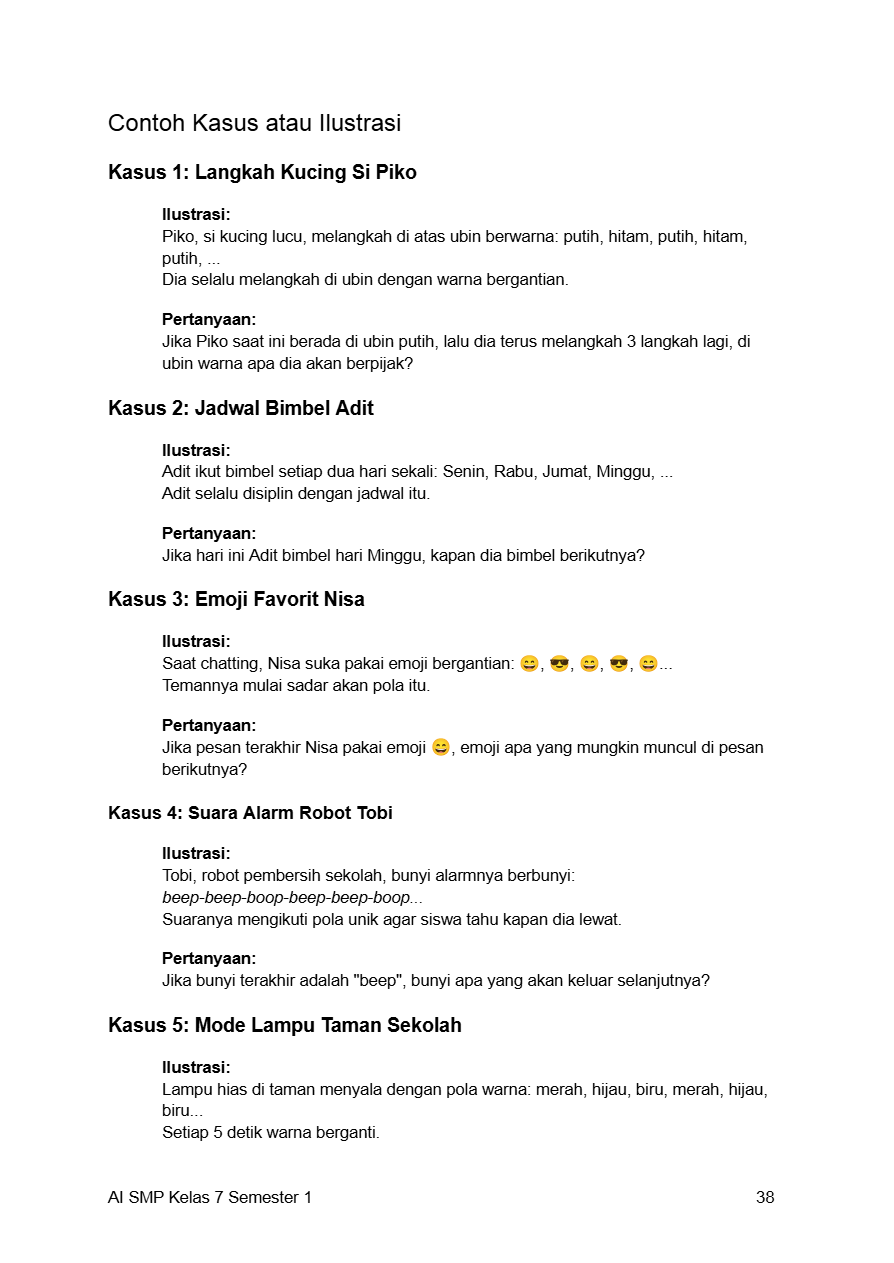 Contoh Kasus atau Ilustrasi
Kasus 1: Langkah Kucing Si Piko
Ilustrasi:
Piko, si kucing lucu, melangkah di atas ubin berwarna: putih, hitam, putih, hitam,
putih, ...
Dia selalu melangkah di ubin dengan warna bergantian.
Pertanyaan:
Jika Piko saat ini berada di ubin putih, lalu dia terus melangkah 3 langkah lagi, di
ubin warna apa dia akan berpijak?
Kasus 2: Jadwal Bimbel Adit
Ilustrasi:
Adit ikut bimbel setiap dua hari sekali: Senin, Rabu, Jumat, Minggu, ...
Adit selalu disiplin dengan jadwal itu.
Pertanyaan:
Jika hari ini Adit bimbel hari Minggu, kapan dia bimbel berikutnya?
Kasus 3: Emoji Favorit Nisa
Ilustrasi:
Saat chatting, Nisa suka pakai emoji bergantian: 😄, 😎, 😄, 😎, 😄...
Temannya mulai sadar akan pola itu.
Pertanyaan:
Jika pesan terakhir Nisa pakai emoji 😄, emoji apa yang mungkin muncul di pesan
berikutnya?
Kasus 4: Suara Alarm Robot Tobi
Ilustrasi:
Tobi, robot pembersih sekolah, bunyi alarmnya berbunyi:
beep-beep-boop-beep-beep-boop...
Suaranya mengikuti pola unik agar siswa tahu kapan dia lewat.
Pertanyaan:
Jika bunyi terakhir adalah "beep", bunyi apa yang akan keluar selanjutnya?
Kasus 5: Mode Lampu Taman Sekolah
Ilustrasi:
Lampu hias di taman menyala dengan pola warna: merah, hijau, biru, merah, hijau,
biru...
Setiap 5 detik warna berganti.
AI SMP Kelas 7 Semester 1
38